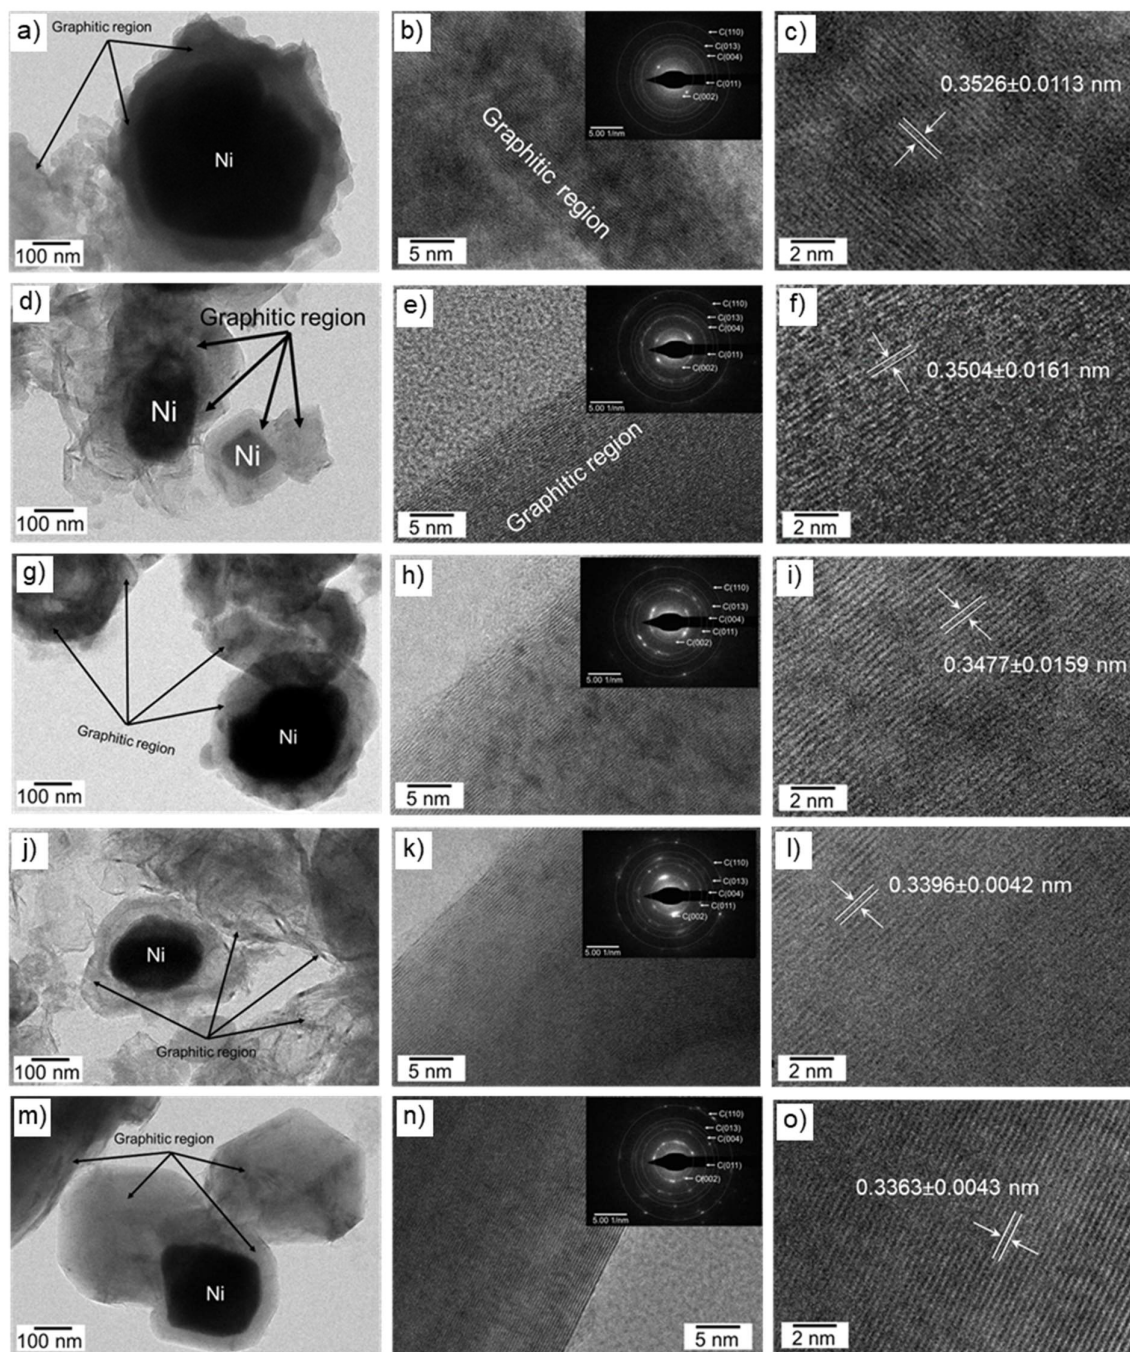 a)
Graphitic region
Ni
100 nm
b)
C(110)
C(013)
C(004)
C(011)
C(002)
5.00 1/nm
Graphitic region
5 nm
c)
0.3526±0.0113 nm
2 nm
d)
Graphitic region
Ni
Ni
100 nm
e)
C(110)
C(013)
C(004)
C(011)
C(002)
5.00 1/nm
Graphitic region
5 nm
f)
0.3504±0.0161 nm
2 nm
g)
Graphitic region
Ni
100 nm
h)
C(110)
C(013)
C(004)
C(011)
C(002)
5.00 1/nm
5 nm
i)
0.3477±0.0159 nm
2 nm
j)
Ni
Graphitic region
100 nm
k)
C(110)
C(013)
C(004)
C(011)
C(002)
5.00 1/nm
5 nm
l)
0.3396±0.0042 nm
2 nm
m)
Graphitic region
Ni
100 nm
n)
C(110)
C(013)
C(004)
C(011)
C(002)
5.00 1/nm
5 nm
o)
0.3363±0.0043 nm
2 nm